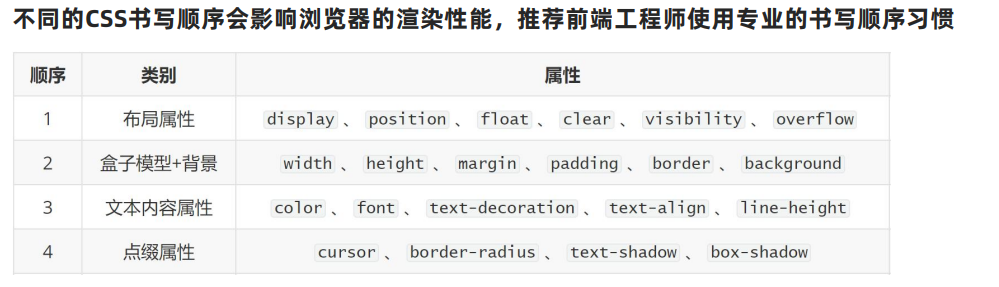 不同的CSS书写顺序会影响浏览器的渲染性能，推荐前端工程师使用专业的书写顺序习惯
顺序 类别 属性
1 布局属性 display 、 position 、 float 、 clear 、 visibility 、 overflow
2 盒子模型+背景 width 、 height 、 margin 、 padding 、 border 、 background
3 文本内容属性 color 、 font 、 text-decoration 、 text-align 、 line-height
4 点缀属性 cursor 、 border-radius 、 text-shadow 、 box-shadow